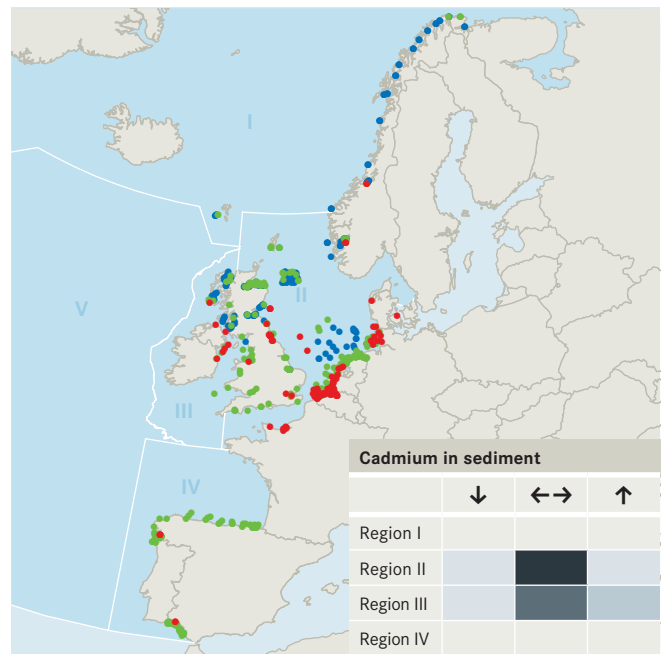 I
II
V
III
IV
Cadmium in sediment
↓ ←→ ↑
Region I
Region II
Region III
Region IV